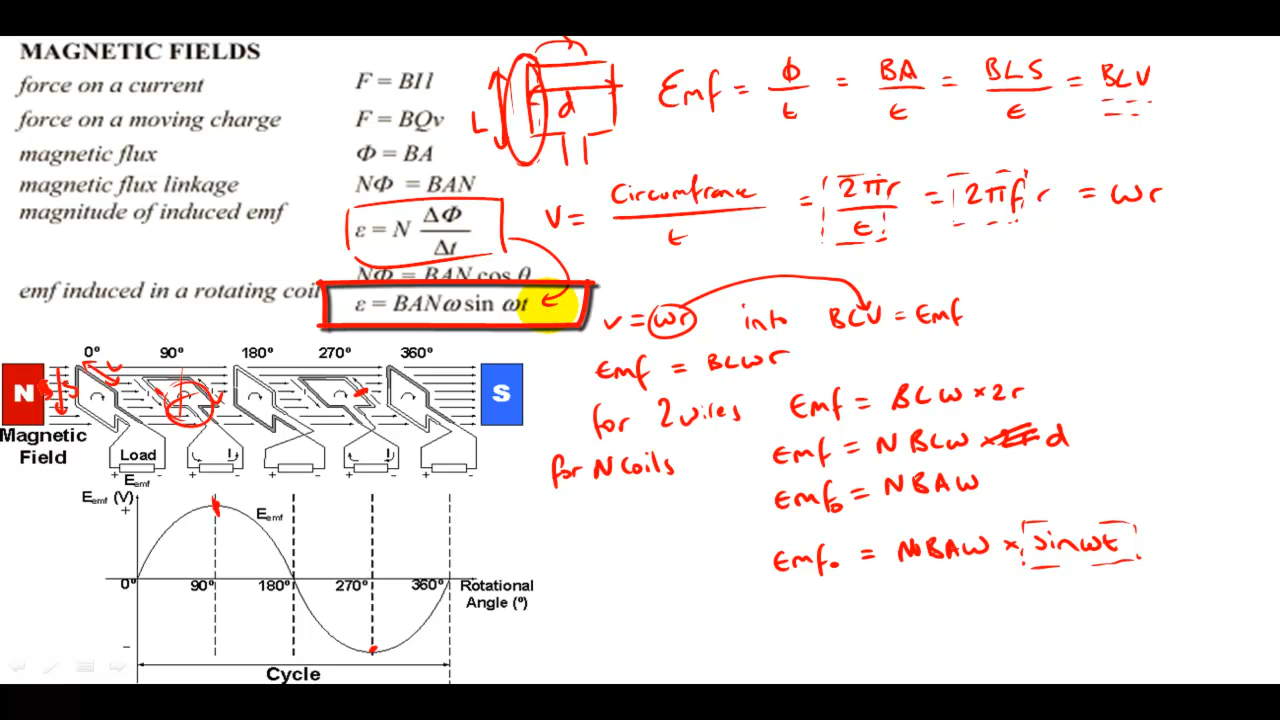 MAGNETIC FIELDS
force on a current F = BIl
force on a moving charge F = BQv
magnetic flux Φ = BA
magnetic flux linkage NΦ = BAN
magnitude of induced emf ε = N ΔΦ/Δt
NΦ = BAN cos θ
emf induced in a rotating coil ε = BANω sin ωt
L d
Emf = Φ/t = BA/t = BLS/t = BLV
V = Circumfrance/t = 2πr/t = 2πf r = ωr
v = ωr into BLV = Emf
Emf = BLωr
for 2 wires Emf = BLω × 2r
for N coils Emf = NBLω × d
Emf₀ = NBAω
Emf₀ = NBAω × sinωt
0° 90° 180° 270° 360°
N S
Magnetic Field
Load
I I
+ − + − + − + − + −
Eemf
Eemf (V)
+
Eemf
0° 90° 180° 270° 360° Rotational Angle (°)
−
Cycle